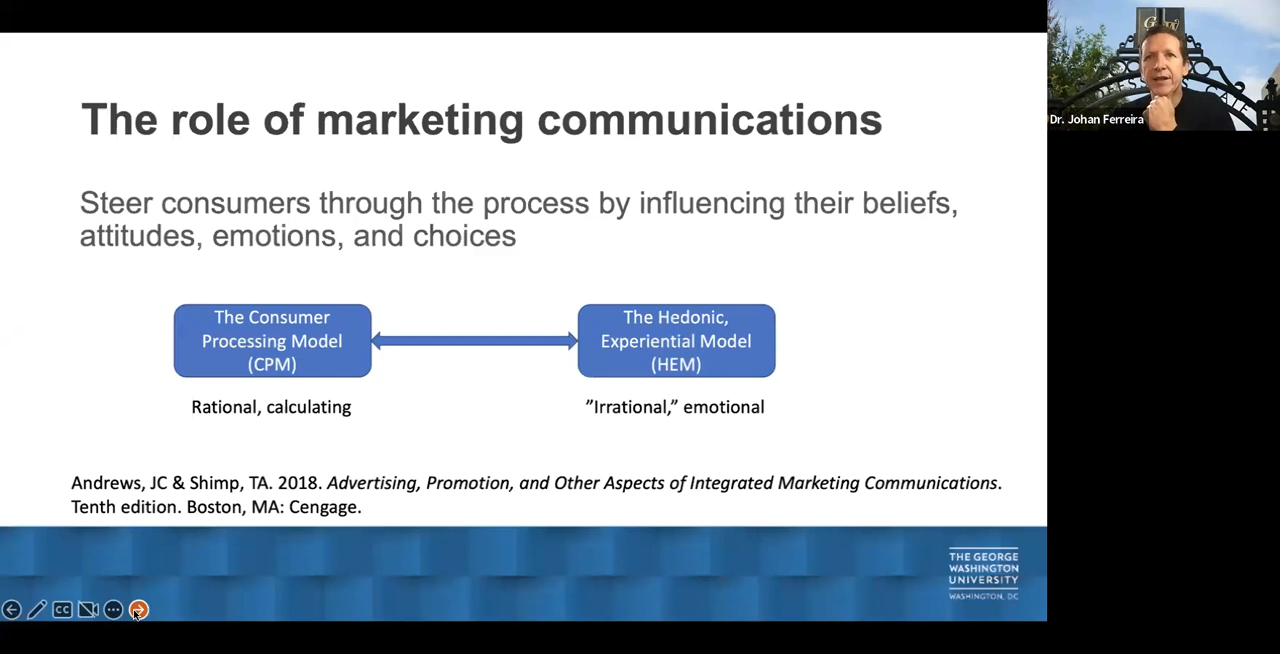 The role of marketing communications
Steer consumers through the process by influencing their beliefs,
attitudes, emotions, and choices
The Consumer
Processing Model
(CPM)
The Hedonic,
Experiential Model
(HEM)
Rational, calculating
”Irrational,” emotional
Andrews, JC & Shimp, TA. 2018. Advertising, Promotion, and Other Aspects of Integrated Marketing Communications.
Tenth edition. Boston, MA: Cengage.
THE GEORGE
WASHINGTON
UNIVERSITY
WASHINGTON, DC
CC
Dr. Johan Ferreira